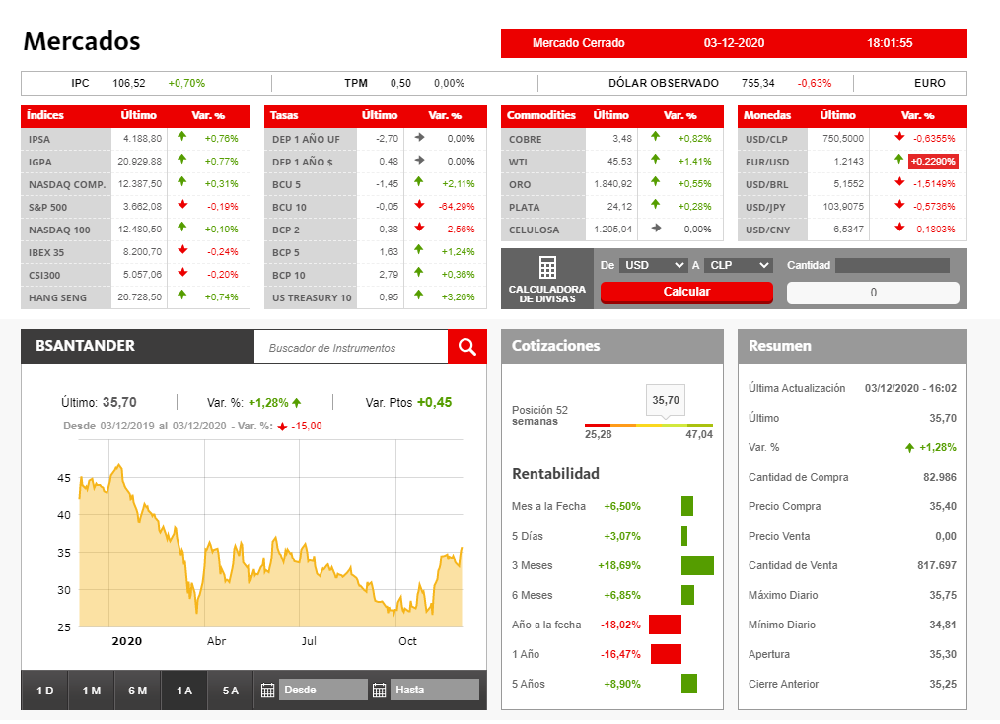 Mercados
Mercado Cerrado 03-12-2020 18:01:55
IPC 106,52 +0,70% TPM 0,50 0,00% DÓLAR OBSERVADO 755,34 -0,63% EURO
Índices Último Var. %
IPSA 4.188,80 +0,76%
IGPA 20.929,88 +0,77%
NASDAQ COMP. 12.387,50 +0,31%
S&P 500 3.662,08 -0,19%
NASDAQ 100 12.480,50 +0,19%
IBEX 35 8.200,70 -0,24%
CSI300 5.057,06 -0,20%
HANG SENG 26.728,50 +0,74%
Tasas Último Var. %
DEP 1 AÑO UF -2,70 0,00%
DEP 1 AÑO $ 0,48 0,00%
BCU 5 -1,45 +2,11%
BCU 10 -0,05 -64,29%
BCP 2 0,38 -2,56%
BCP 5 1,63 +1,24%
BCP 10 2,79 +0,36%
US TREASURY 10 0,95 +3,26%
Commodities Último Var. %
COBRE 3,48 +0,82%
WTI 45,53 +1,41%
ORO 1.840,92 +0,55%
PLATA 24,12 +0,28%
CELULOSA 1.205,04 0,00%
Monedas Último Var. %
USD/CLP 750,5000 -0,6355%
EUR/USD 1,2143 +0,2290%
USD/BRL 5,1552 -1,5149%
USD/JPY 103,9075 -0,5736%
USD/CNY 6,5347 -0,1803%
CALCULADORA
DE DIVISAS
De USD A CLP Cantidad
Calcular 0
BSANTANDER Buscador de Instrumentos
Último: 35,70 Var. %: +1,28% Var. Ptos +0,45
Desde 03/12/2019 al 03/12/2020 - Var. %: -15,00
45
40
35
30
25
2020 Abr Jul Oct
1 D 1 M 6 M 1 A 5 A Desde Hasta
Cotizaciones
35,70
Posición 52
semanas
25,28 47,04
Rentabilidad
Mes a la Fecha +6,50%
5 Días +3,07%
3 Meses +18,69%
6 Meses +6,85%
Año a la fecha -18,02%
1 Año -16,47%
5 Años +8,90%
Resumen
Última Actualización 03/12/2020 - 16:02
Último 35,70
Var. % +1,28%
Cantidad de Compra 82.986
Precio Compra 35,40
Precio Venta 0,00
Cantidad de Venta 817.697
Máximo Diario 35,75
Mínimo Diario 34,81
Apertura 35,30
Cierre Anterior 35,25